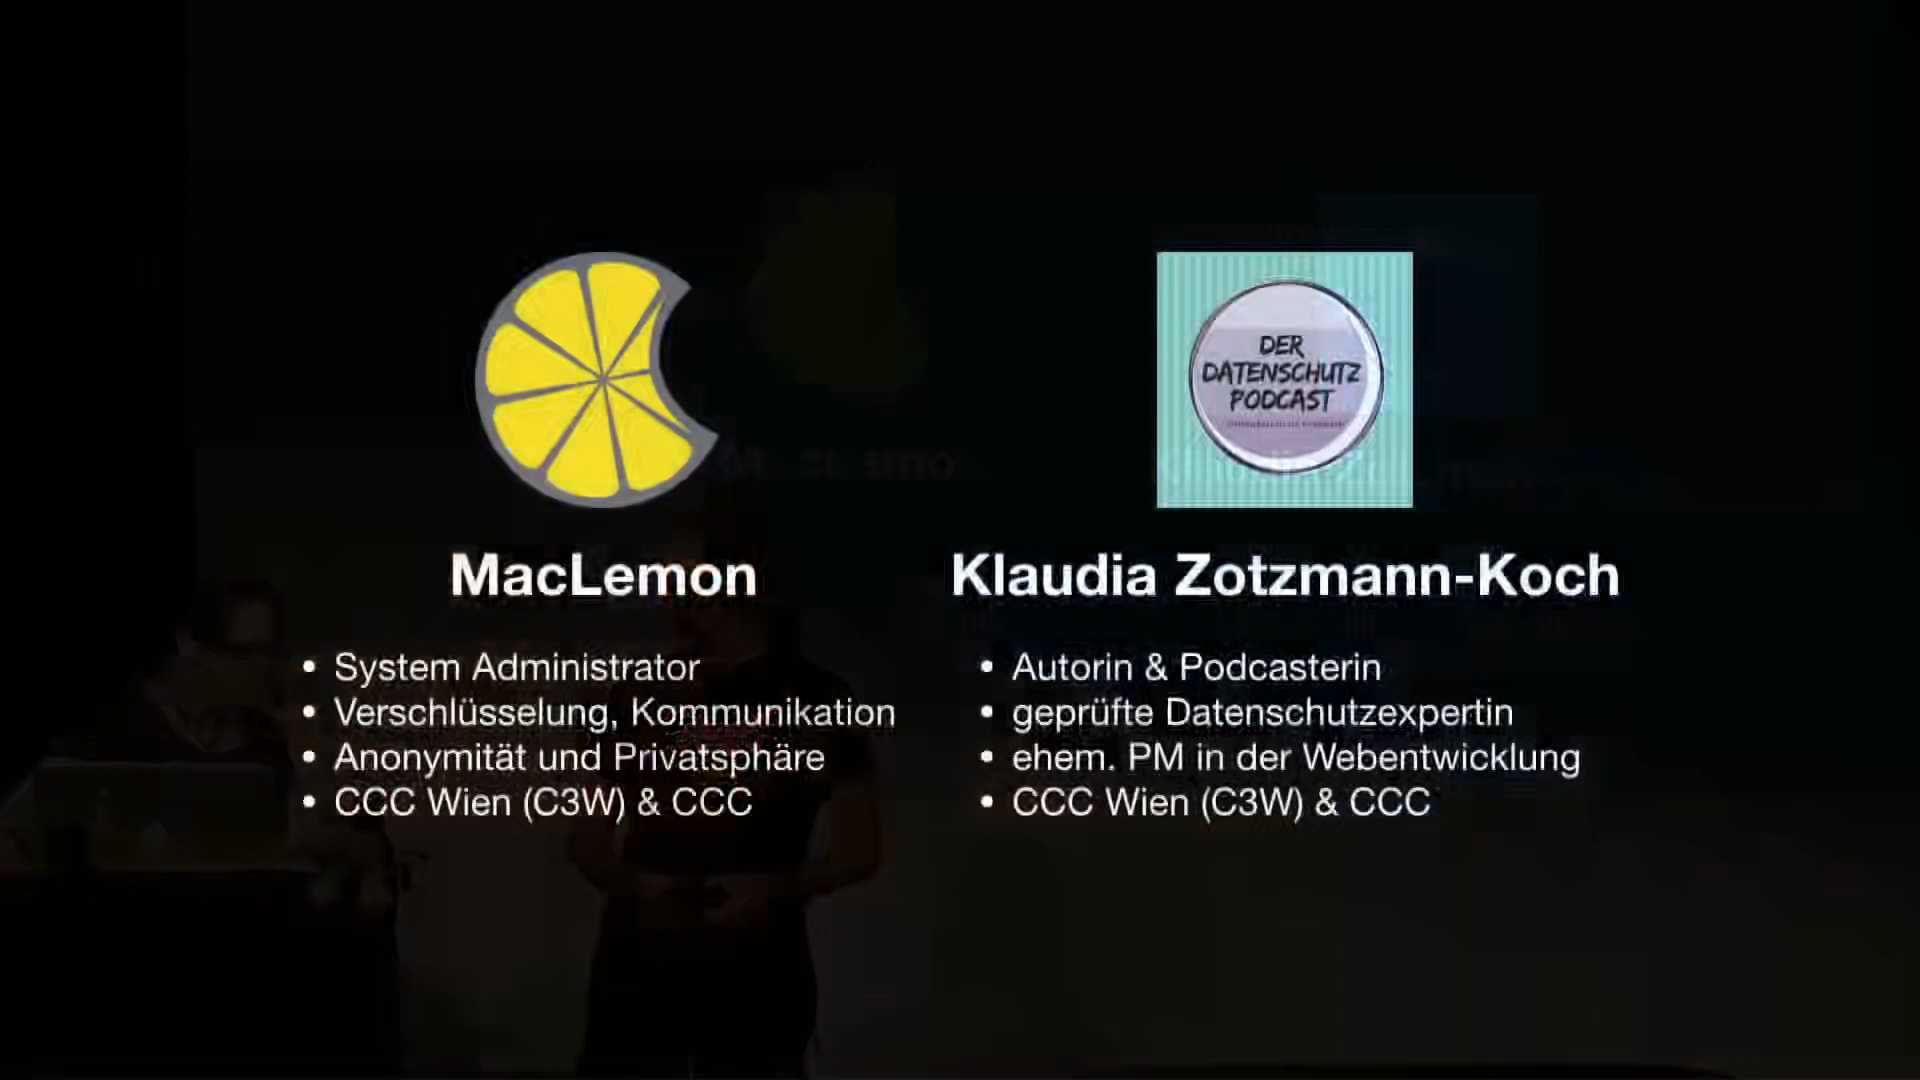 DER
DATENSCHUTZ
PODCAST
MacLemon
• System Administrator
• Verschlüsselung, Kommunikation
• Anonymität und Privatsphäre
• CCC Wien (C3W) & CCC
Klaudia Zotzmann-Koch
• Autorin & Podcasterin
• geprüfte Datenschutzexpertin
• ehem. PM in der Webentwicklung
• CCC Wien (C3W) & CCC